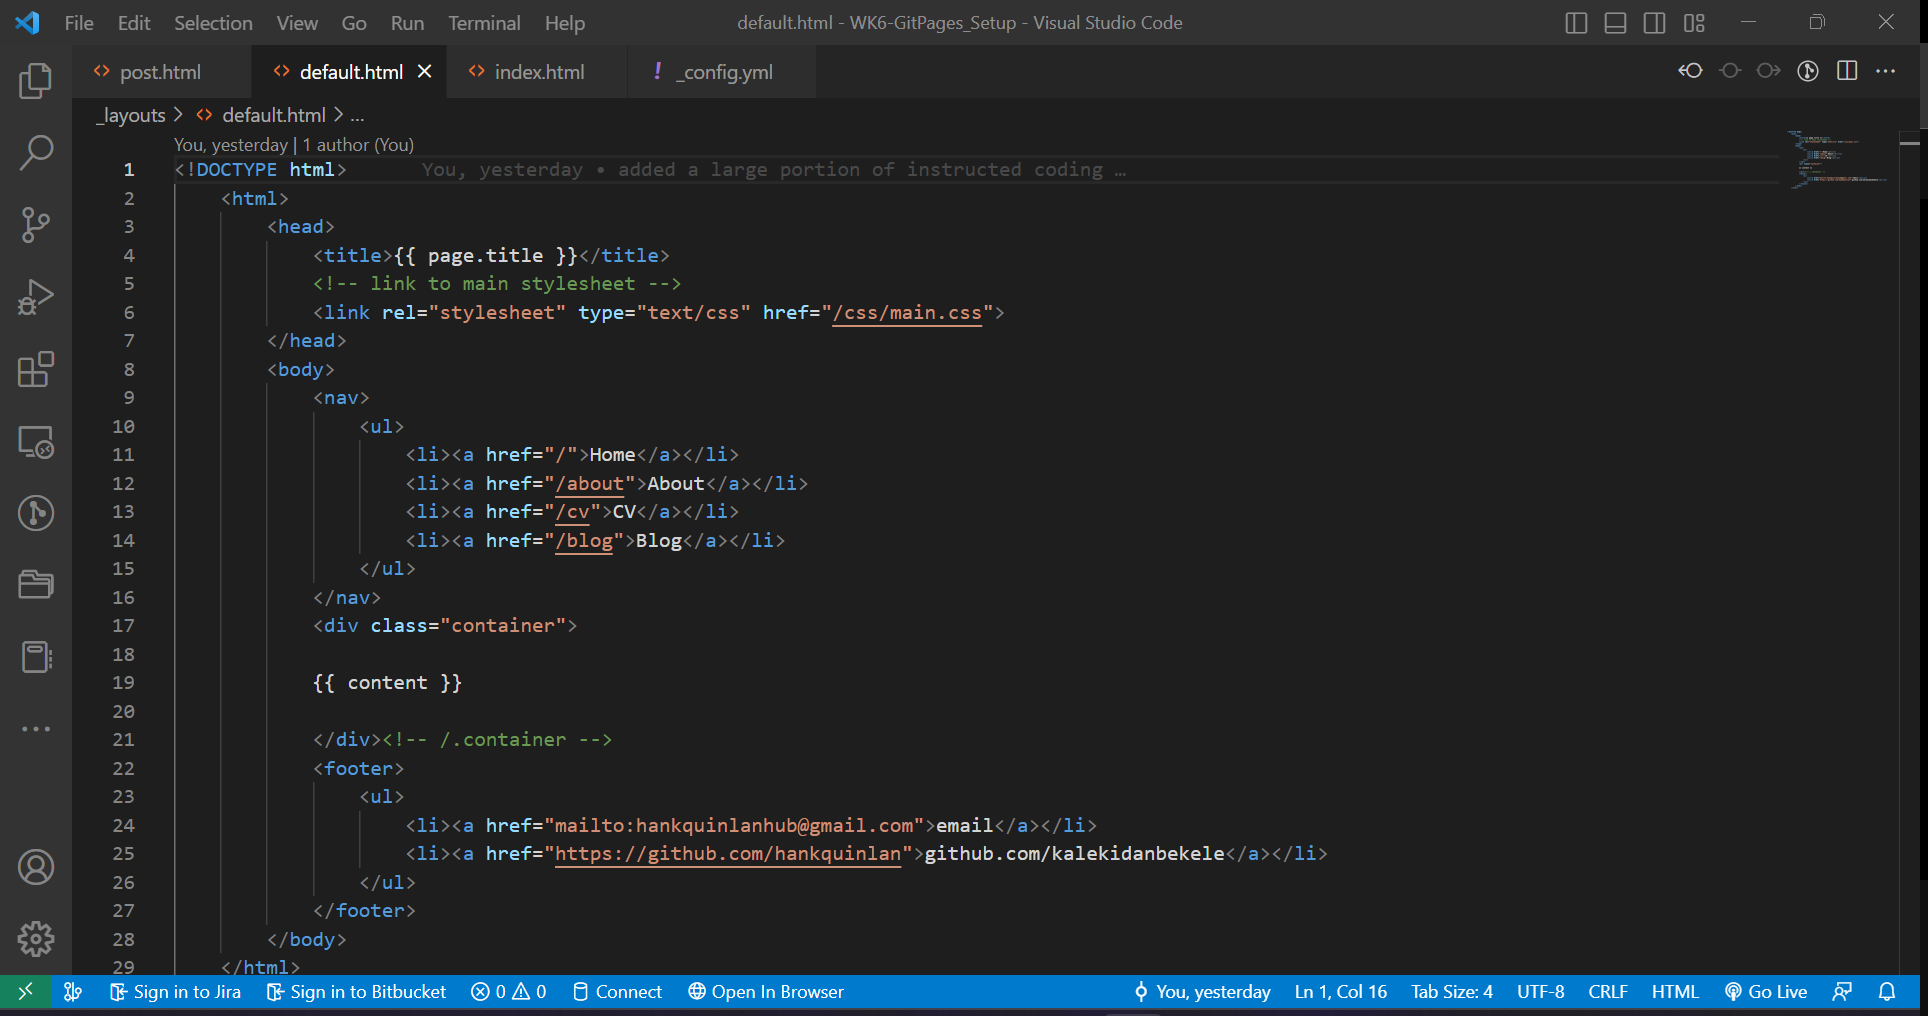 File Edit Selection View Go Run Terminal Help default.html - WK6-GitPages_Setup - Visual Studio Code
post.html default.html index.html ! _config.yml
_layouts > default.html > ...
You, yesterday | 1 author (You)
1 <!DOCTYPE html> You, yesterday • added a large portion of instructed coding …
2 <html>
3 <head>
4 <title>{{ page.title }}</title>
5 <!-- link to main stylesheet -->
6 <link rel="stylesheet" type="text/css" href="/css/main.css">
7 </head>
8 <body>
9 <nav>
10 <ul>
11 <li><a href="/">Home</a></li>
12 <li><a href="/about">About</a></li>
13 <li><a href="/cv">CV</a></li>
14 <li><a href="/blog">Blog</a></li>
15 </ul>
16 </nav>
17 <div class="container">
18
19 {{ content }}
20
21 </div><!-- /.container -->
22 <footer>
23 <ul>
24 <li><a href="mailto:hankquinlanhub@gmail.com">email</a></li>
25 <li><a href="https://github.com/hankquinlan">github.com/kalekidanbekele</a></li>
26 </ul>
27 </footer>
28 </body>
29 </html>
Sign in to Jira Sign in to Bitbucket 0 0 Connect Open In Browser You, yesterday Ln 1, Col 16 Tab Size: 4 UTF-8 CRLF HTML Go Live